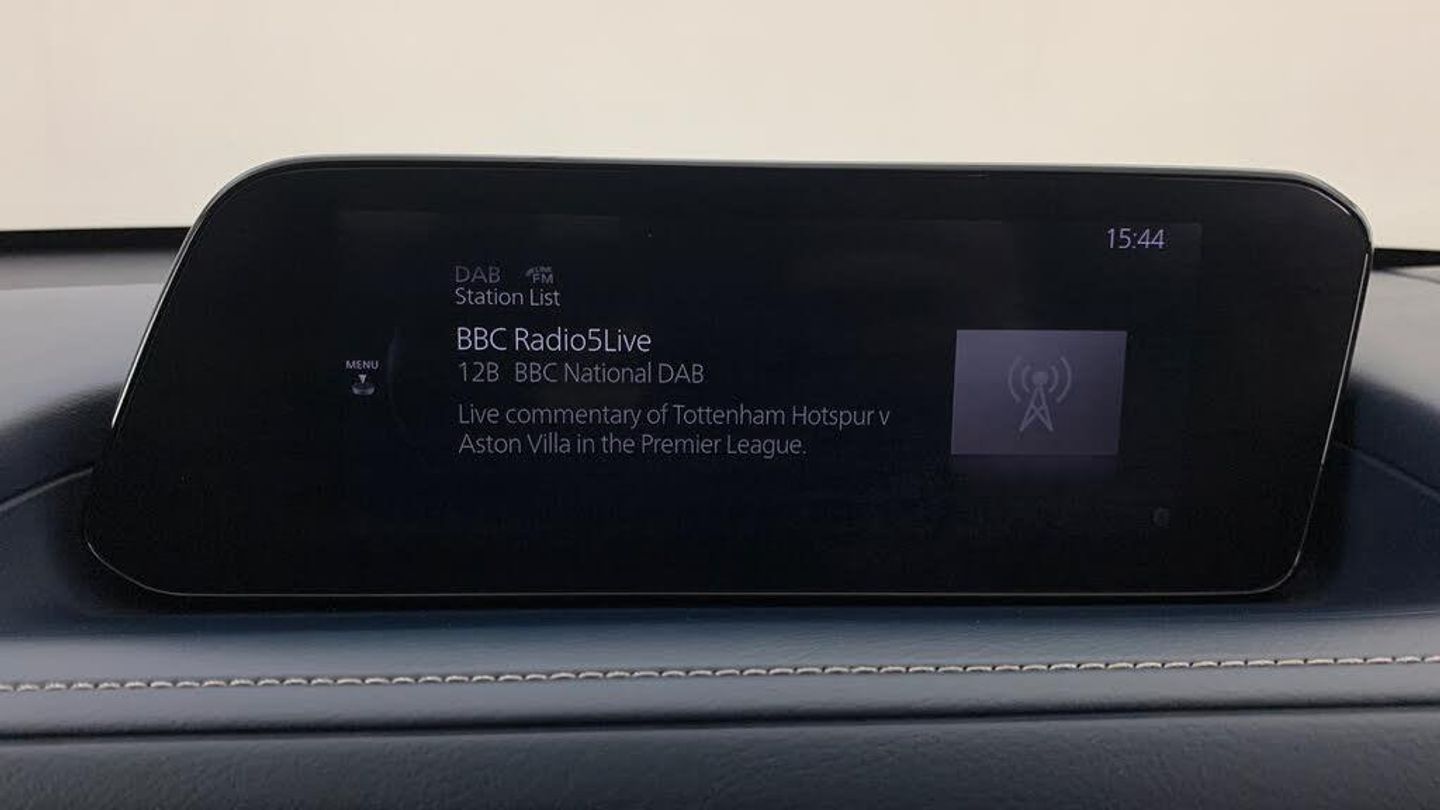 15:44
DAB LINK FM
Station List
BBC Radio5Live
12B BBC National DAB
MENU
Live commentary of Tottenham Hotspur v
Aston Villa in the Premier League.